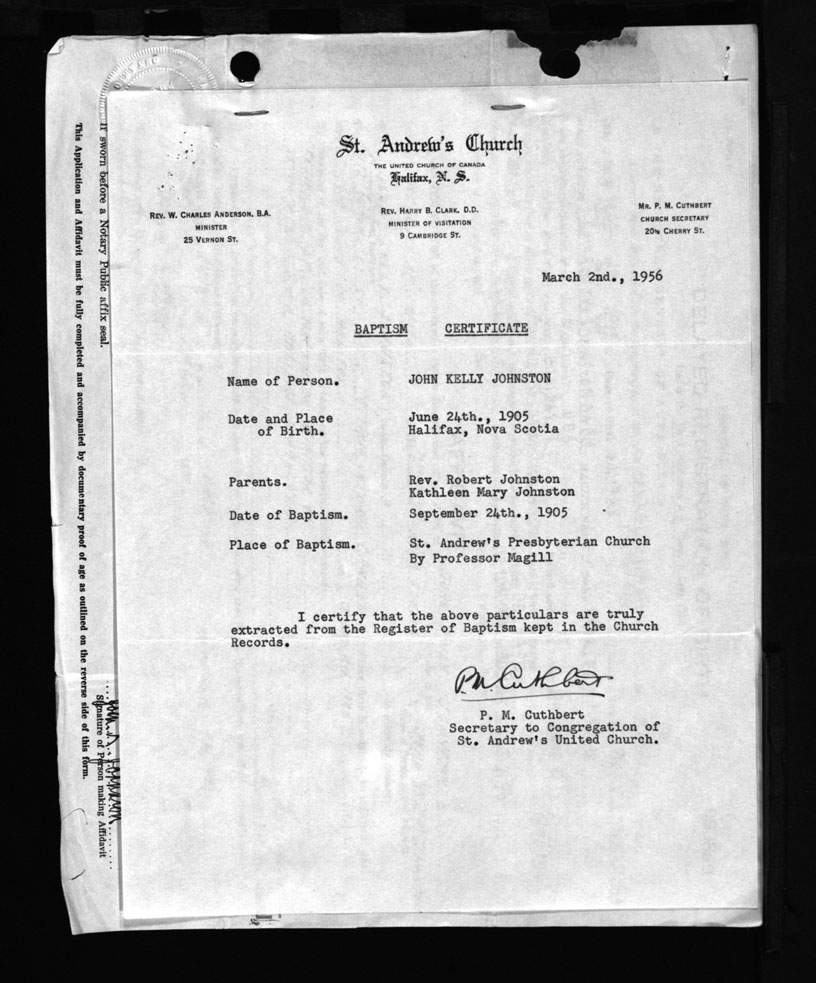 St. Andrew's Church
THE UNITED CHURCH OF CANADA
Halifax, N. S.
REV. W. CHARLES ANDERSON, B.A.
MINISTER
25 VERNON ST.
REV. HARRY B. CLARK, D.D.
MINISTER OF VISITATION
9 CAMBRIDGE ST.
MR. P. M. CUTHBERT
CHURCH SECRETARY
20½ CHERRY ST.
March 2nd., 1956
BAPTISM CERTIFICATE
Name of Person. JOHN KELLY JOHNSTON
Date and Place June 24th., 1905
of Birth. Halifax, Nova Scotia
Parents. Rev. Robert Johnston
Kathleen Mary Johnston
Date of Baptism. September 24th., 1905
Place of Baptism. St. Andrew's Presbyterian Church
By Professor Magill
I certify that the above particulars are truly
extracted from the Register of Baptism kept in the Church
Records.
P. M. Cuthbert
P. M. Cuthbert
Secretary to Congregation of
St. Andrew's United Church.
If sworn before a Notary Public affix seal.
Signature of Person making Affidavit
This Application and Affidavit must be fully completed and accompanied by documentary proof of age as outlined on the reverse side of this form.